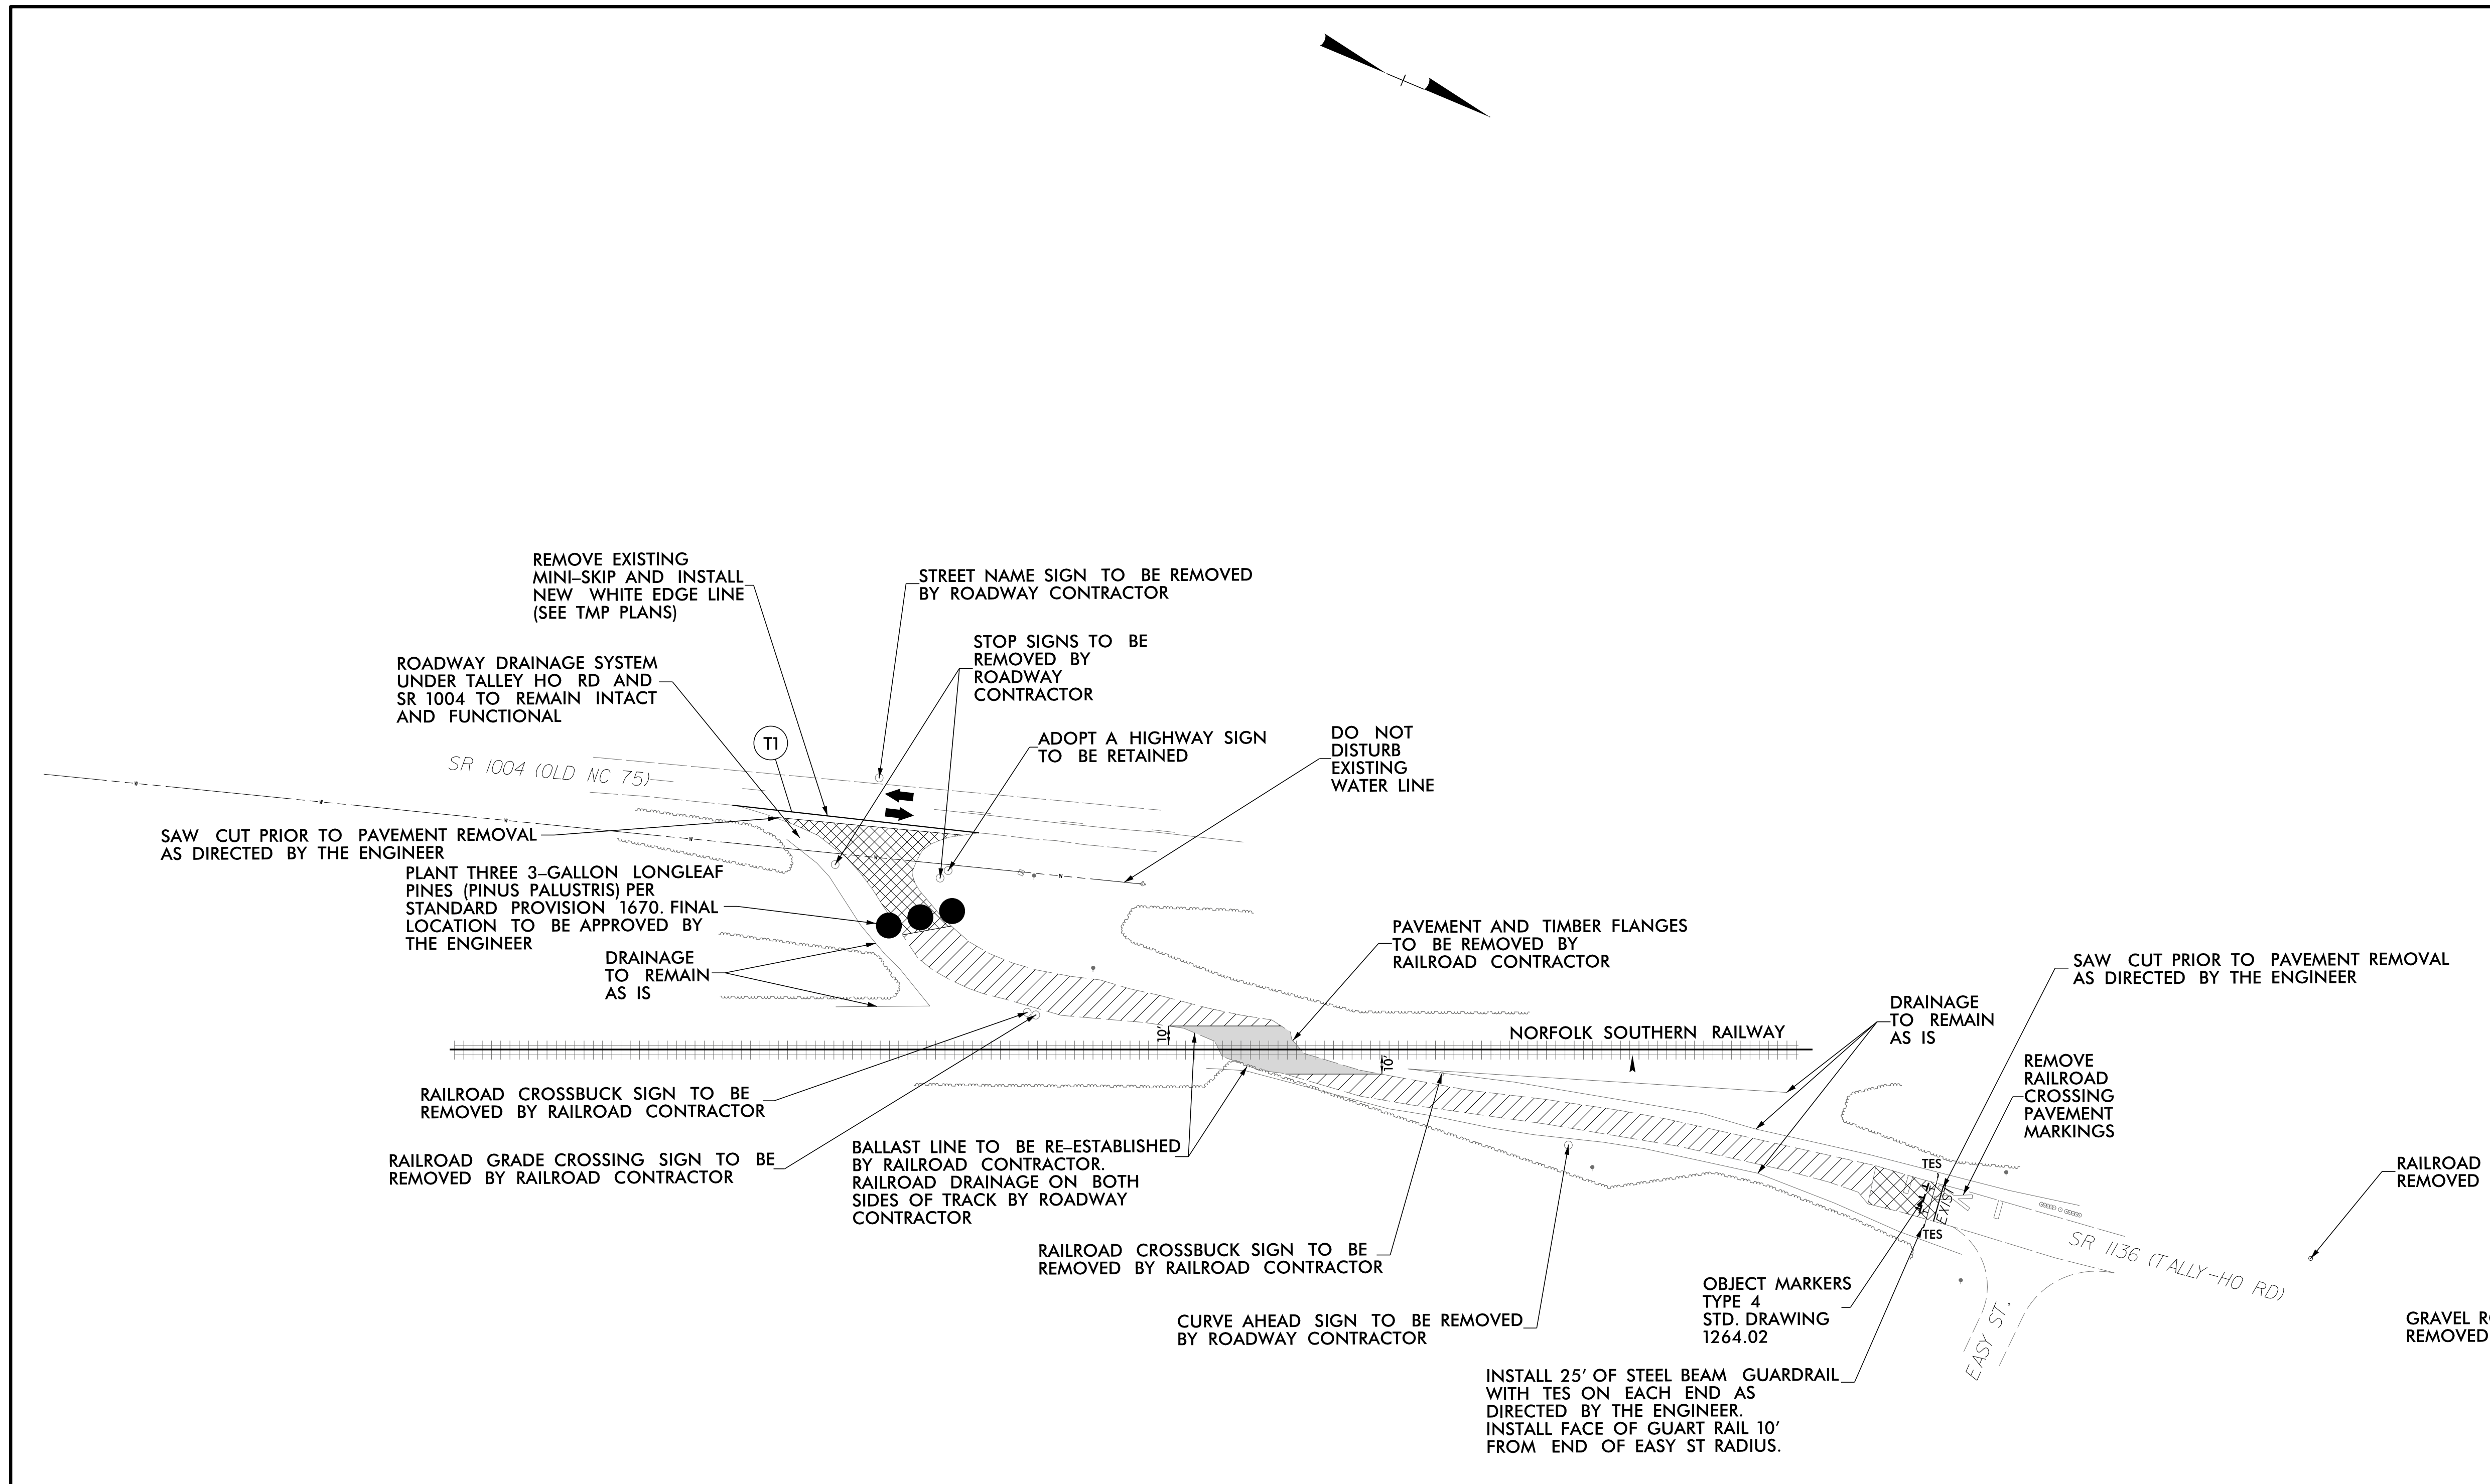 REMOVE EXISTING
MINI–SKIP AND INSTALL
NEW WHITE EDGE LINE
(SEE TMP PLANS)
STREET NAME SIGN TO BE REMOVED
BY ROADWAY CONTRACTOR
STOP SIGNS TO BE
REMOVED BY
ROADWAY
CONTRACTOR
ROADWAY DRAINAGE SYSTEM
UNDER TALLEY HO RD AND
SR 1004 TO REMAIN INTACT
AND FUNCTIONAL
T1
ADOPT A HIGHWAY SIGN
TO BE RETAINED
DO NOT
DISTURB
EXISTING
WATER LINE
SR 1004 (OLD NC 75)
SAW CUT PRIOR TO PAVEMENT REMOVAL
AS DIRECTED BY THE ENGINEER
PLANT THREE 3–GALLON LONGLEAF
PINES (PINUS PALUSTRIS) PER
STANDARD PROVISION 1670. FINAL
LOCATION TO BE APPROVED BY
THE ENGINEER
DRAINAGE
TO REMAIN
AS IS
PAVEMENT AND TIMBER FLANGES
TO BE REMOVED BY
RAILROAD CONTRACTOR
SAW CUT PRIOR TO PAVEMENT REMOVAL
AS DIRECTED BY THE ENGINEER
DRAINAGE
TO REMAIN
AS IS
10'
NORFOLK SOUTHERN RAILWAY
10'
REMOVE
RAILROAD
CROSSING
PAVEMENT
MARKINGS
RAILROAD CROSSBUCK SIGN TO BE
REMOVED BY RAILROAD CONTRACTOR
RAILROAD GRADE CROSSING SIGN TO BE
REMOVED BY RAILROAD CONTRACTOR
BALLAST LINE TO BE RE–ESTABLISHED
BY RAILROAD CONTRACTOR.
RAILROAD DRAINAGE ON BOTH
SIDES OF TRACK BY ROADWAY
CONTRACTOR
TES
EXIST
TES
RAILROAD
REMOVED
RAILROAD CROSSBUCK SIGN TO BE
REMOVED BY RAILROAD CONTRACTOR
SR 1136 (TALLY-HO RD)
OBJECT MARKERS
TYPE 4
STD. DRAWING
1264.02
CURVE AHEAD SIGN TO BE REMOVED
BY ROADWAY CONTRACTOR
EASY ST.
GRAVEL
REMOVED
INSTALL 25' OF STEEL BEAM GUARDRAIL
WITH TES ON EACH END AS
DIRECTED BY THE ENGINEER.
INSTALL FACE OF GUART RAIL 10'
FROM END OF EASY ST RADIUS.